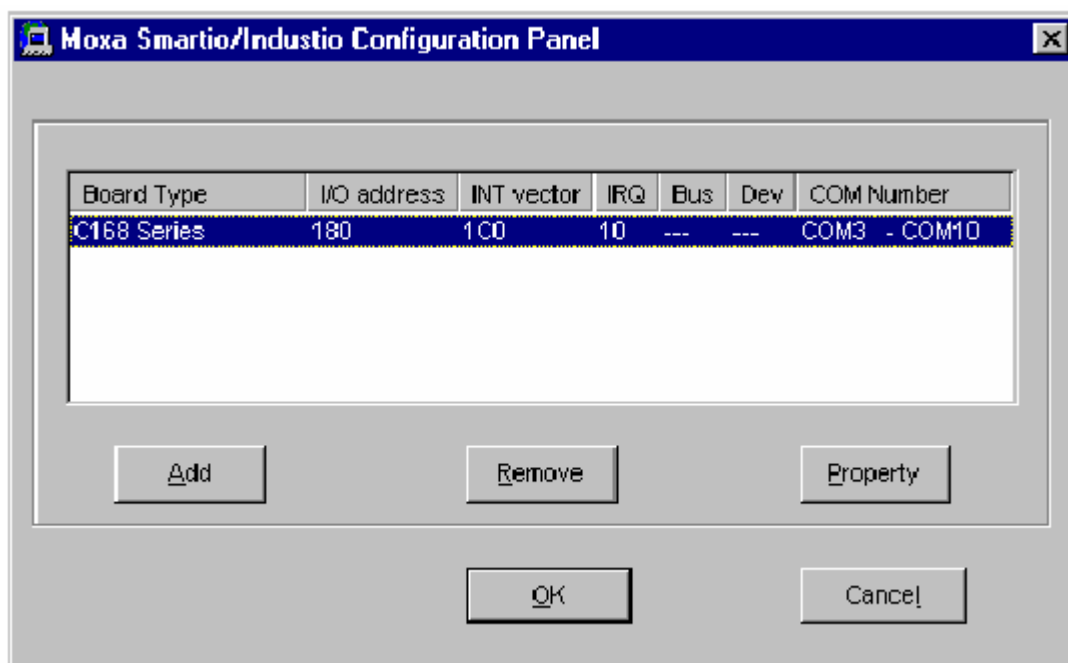 Moxa Smartio/Industio Configuration Panel
Board Type I/O address INT vector IRQ Bus Dev COM Number
C168 Series 180 1C0 10 --- --- COM3 - COM10
Add Remove Property
OK Cancel